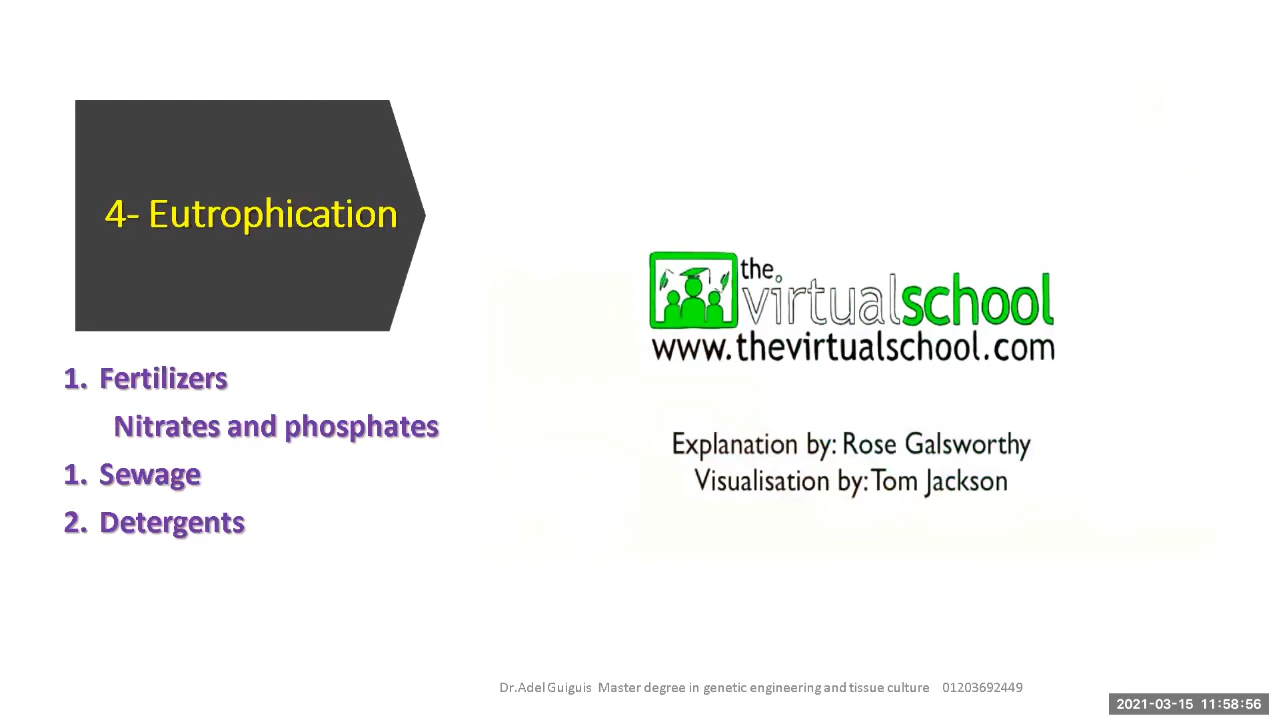 4- Eutrophication
1. Fertilizers
Nitrates and phosphates
1. Sewage
2. Detergents
the
virtualschool
www.thevirtualschool.com
Explanation by: Rose Galsworthy
Visualisation by: Tom Jackson
Dr.Adel Guiguis Master degree in genetic engineering and tissue culture 01203692449
2021-03-15 11:58:56